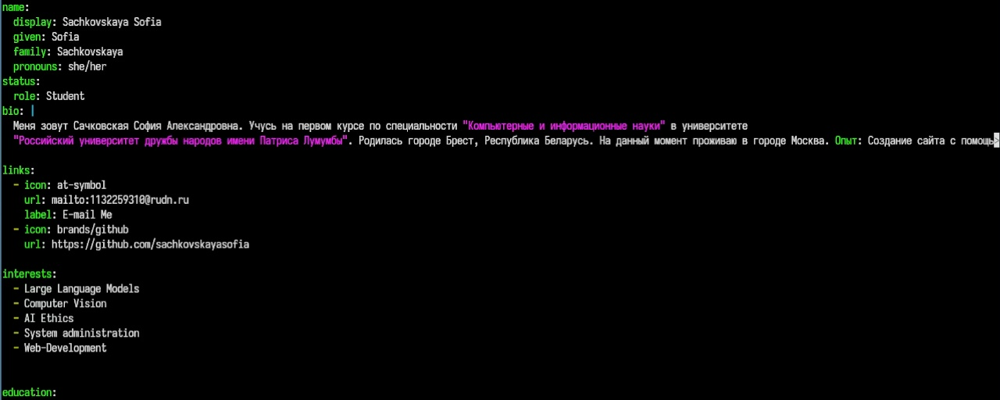 name:
  display: Sachkovskaya Sofia
  given: Sofia
  family: Sachkovskaya
  pronouns: she/her
status:
  role: Student
bio: |
  Меня зовут Сачковская София Александровна. Учусь на первом курсе по специальности "Компьютерные и информационные науки" в университете
  "Российский университет дружбы народов имени Патриса Лумумбы". Родилась городе Брест, Республика Беларусь. На данный момент проживаю в городе Москва. Опыт: Создание сайта с помощь>
links:
  - icon: at-symbol
    url: mailto:1132259310@rudn.ru
    label: E-mail Me
  - icon: brands/github
    url: https://github.com/sachkovskayasofia
interests:
  - Large Language Models
  - Computer Vision
  - AI Ethics
  - System administration
  - Web-Development
education: